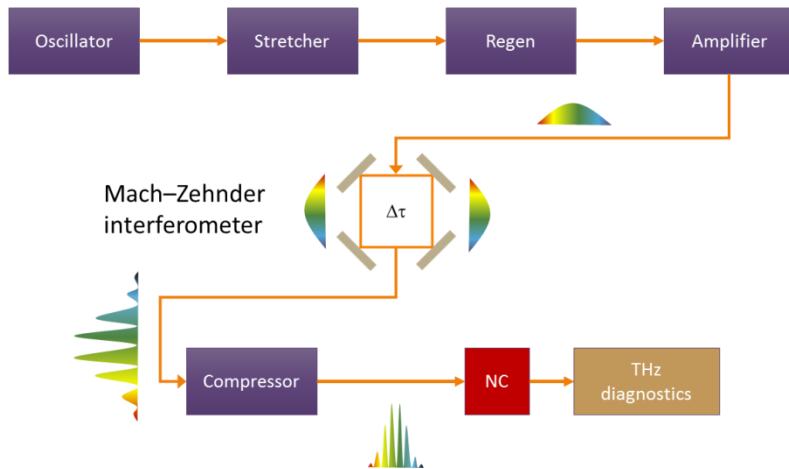 Oscillator
Stretcher
Regen
Amplifier
Mach–Zehnder
interferometer
Δτ
Compressor
NC
THz
diagnostics